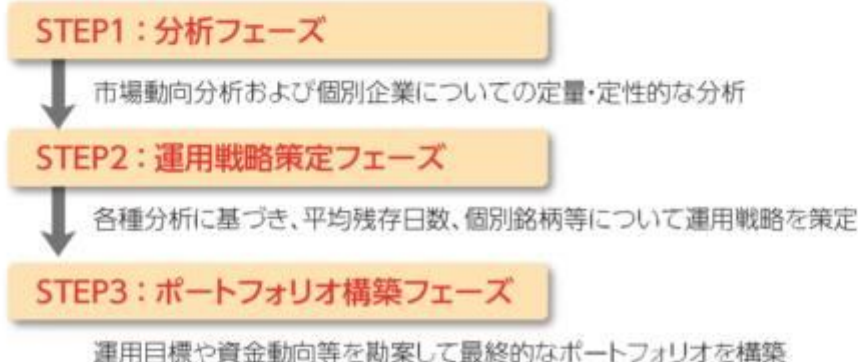 STEP1：分析フェーズ
市場動向分析および個別企業についての定量・定性的な分析
STEP2：運用戦略策定フェーズ
各種分析に基づき、平均残存日数、個別銘柄等について運用戦略を策定
STEP3：ポートフォリオ構築フェーズ
運用目標や資金動向等を勘案して最終的なポートフォリオを構築